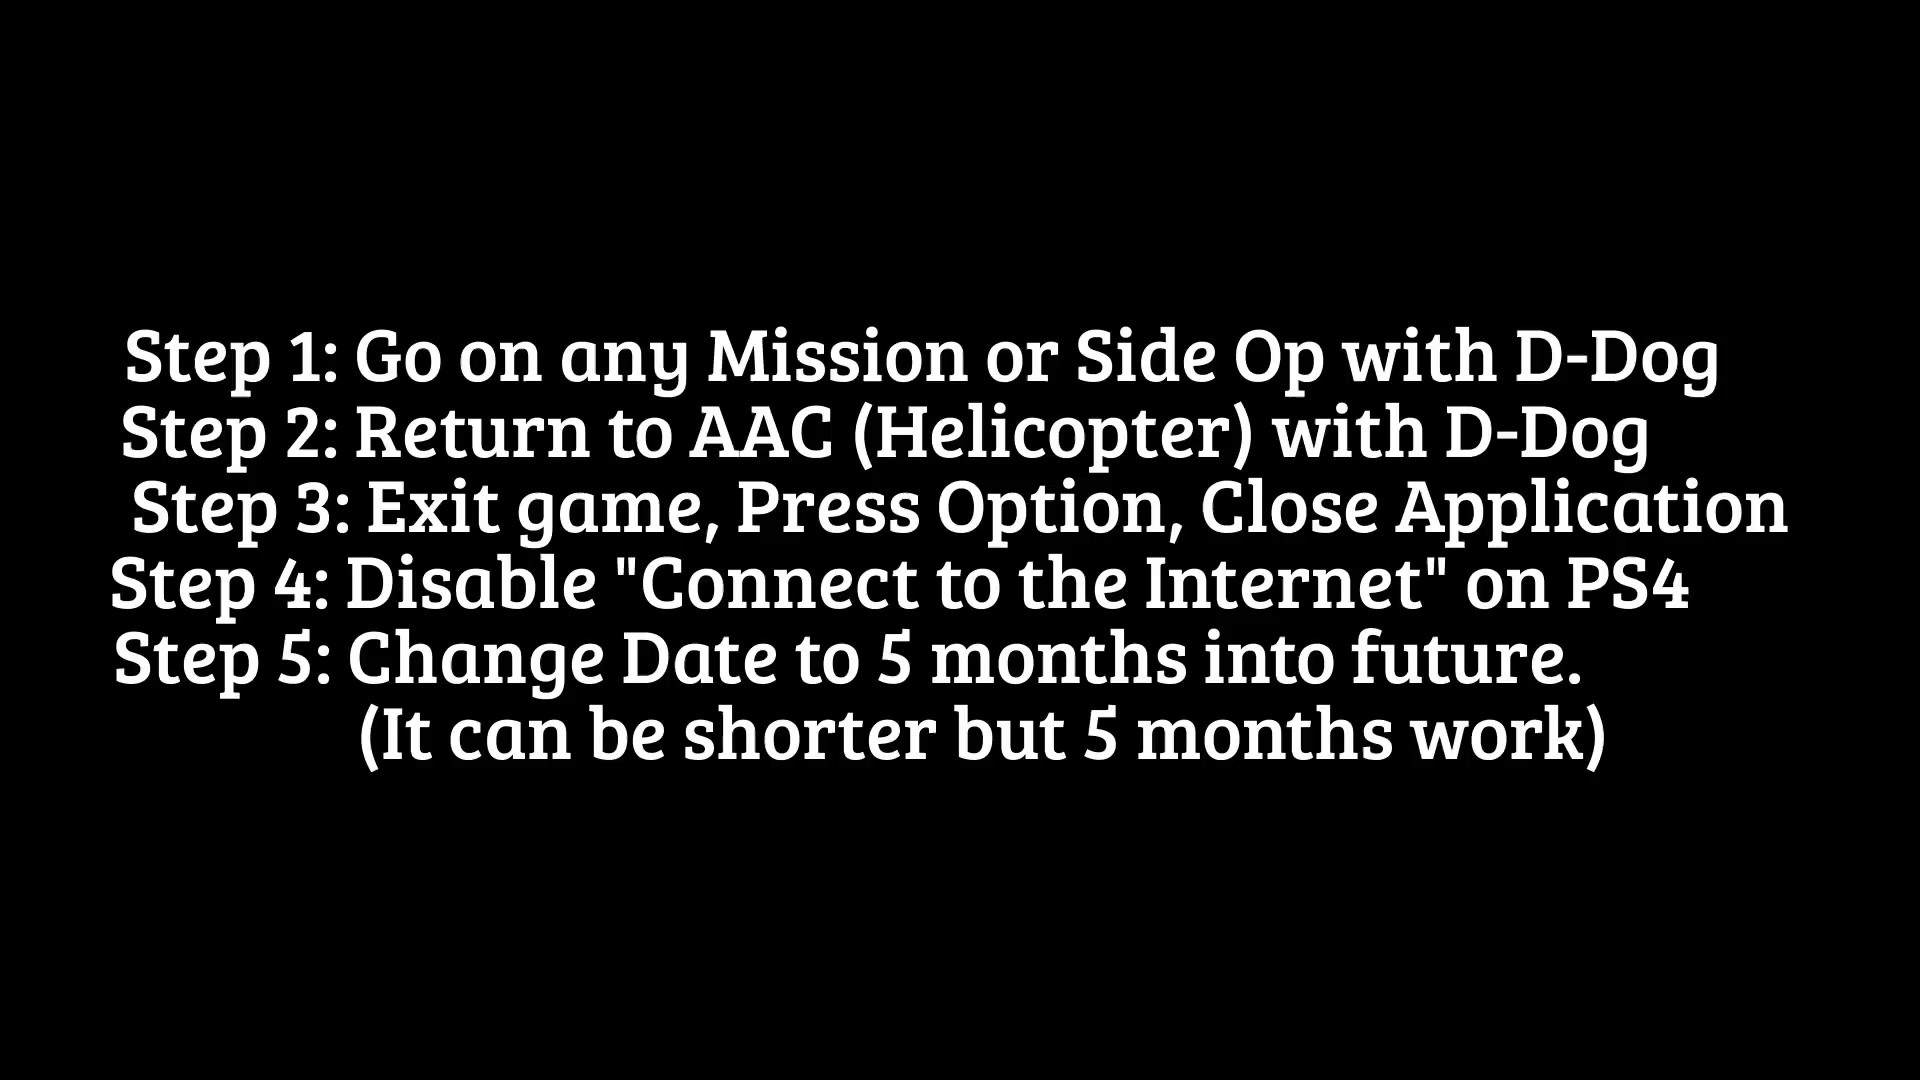 Step 1: Go on any Mission or Side Op with D-Dog
Step 2: Return to AAC (Helicopter) with D-Dog
Step 3: Exit game, Press Option, Close Application
Step 4: Disable "Connect to the Internet" on PS4
Step 5: Change Date to 5 months into future.
(It can be shorter but 5 months work)